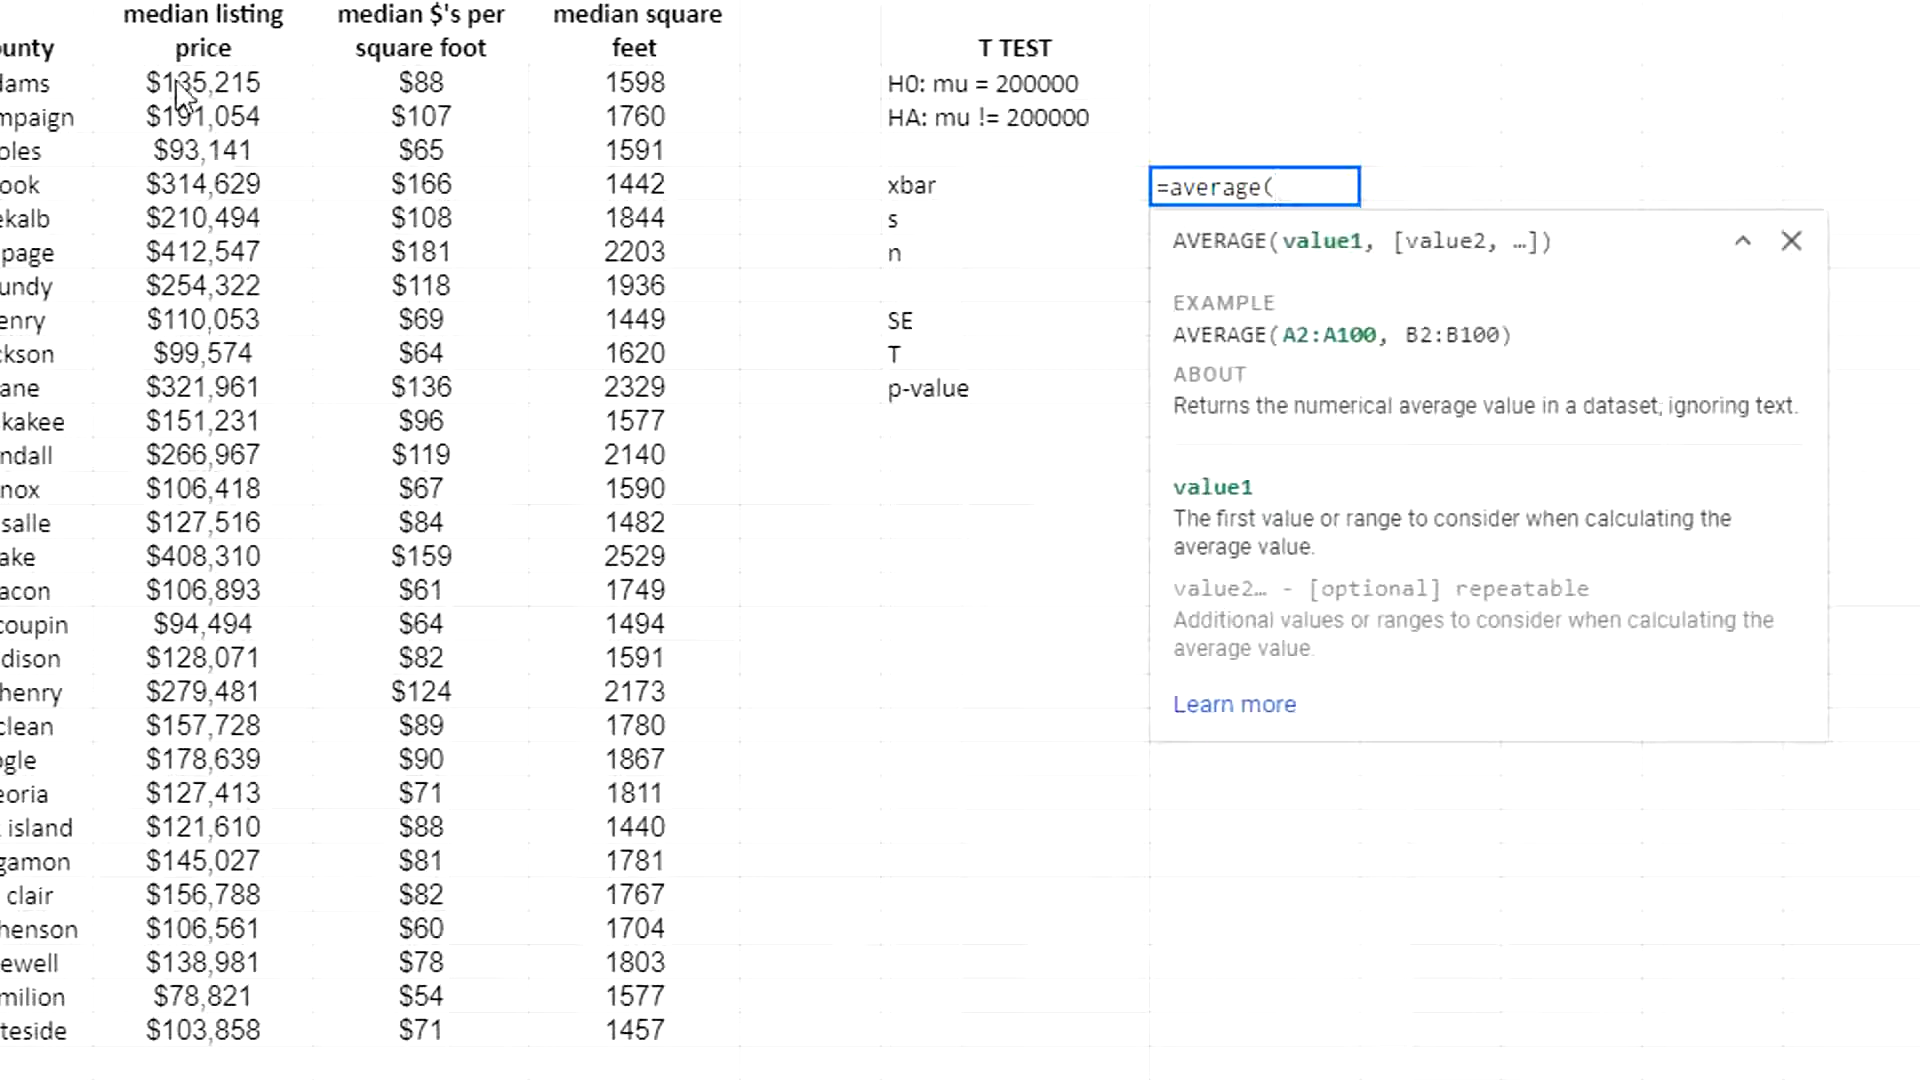 median listing median $'s per median square
ounty price square foot feet T TEST
dams $135,215 $88 1598 H0: mu = 200000
mpaign $191,054 $107 1760 HA: mu != 200000
oles $93,141 $65 1591
ook $314,629 $166 1442 xbar =average(
ekalb $210,494 $108 1844 s
page $412,547 $181 2203 n
undy $254,322 $118 1936
enry $110,053 $69 1449 SE
ckson $99,574 $64 1620 T
ane $321,961 $136 2329 p-value
kakee $151,231 $96 1577
ndall $266,967 $119 2140
nox $106,418 $67 1590
salle $127,516 $84 1482
ake $408,310 $159 2529
acon $106,893 $61 1749
coupin $94,494 $64 1494
dison $128,071 $82 1591
henry $279,481 $124 2173
clean $157,728 $89 1780
ogle $178,639 $90 1867
eoria $127,413 $71 1811
island $121,610 $88 1440
gamon $145,027 $81 1781
clair $156,788 $82 1767
henson $106,561 $60 1704
ewell $138,981 $78 1803
milion $78,821 $54 1577
teside $103,858 $71 1457
AVERAGE(value1, [value2, …])
EXAMPLE
AVERAGE(A2:A100, B2:B100)
ABOUT
Returns the numerical average value in a dataset, ignoring text.
value1
The first value or range to consider when calculating the
average value.
value2… - [optional] repeatable
Additional values or ranges to consider when calculating the
average value.
Learn more